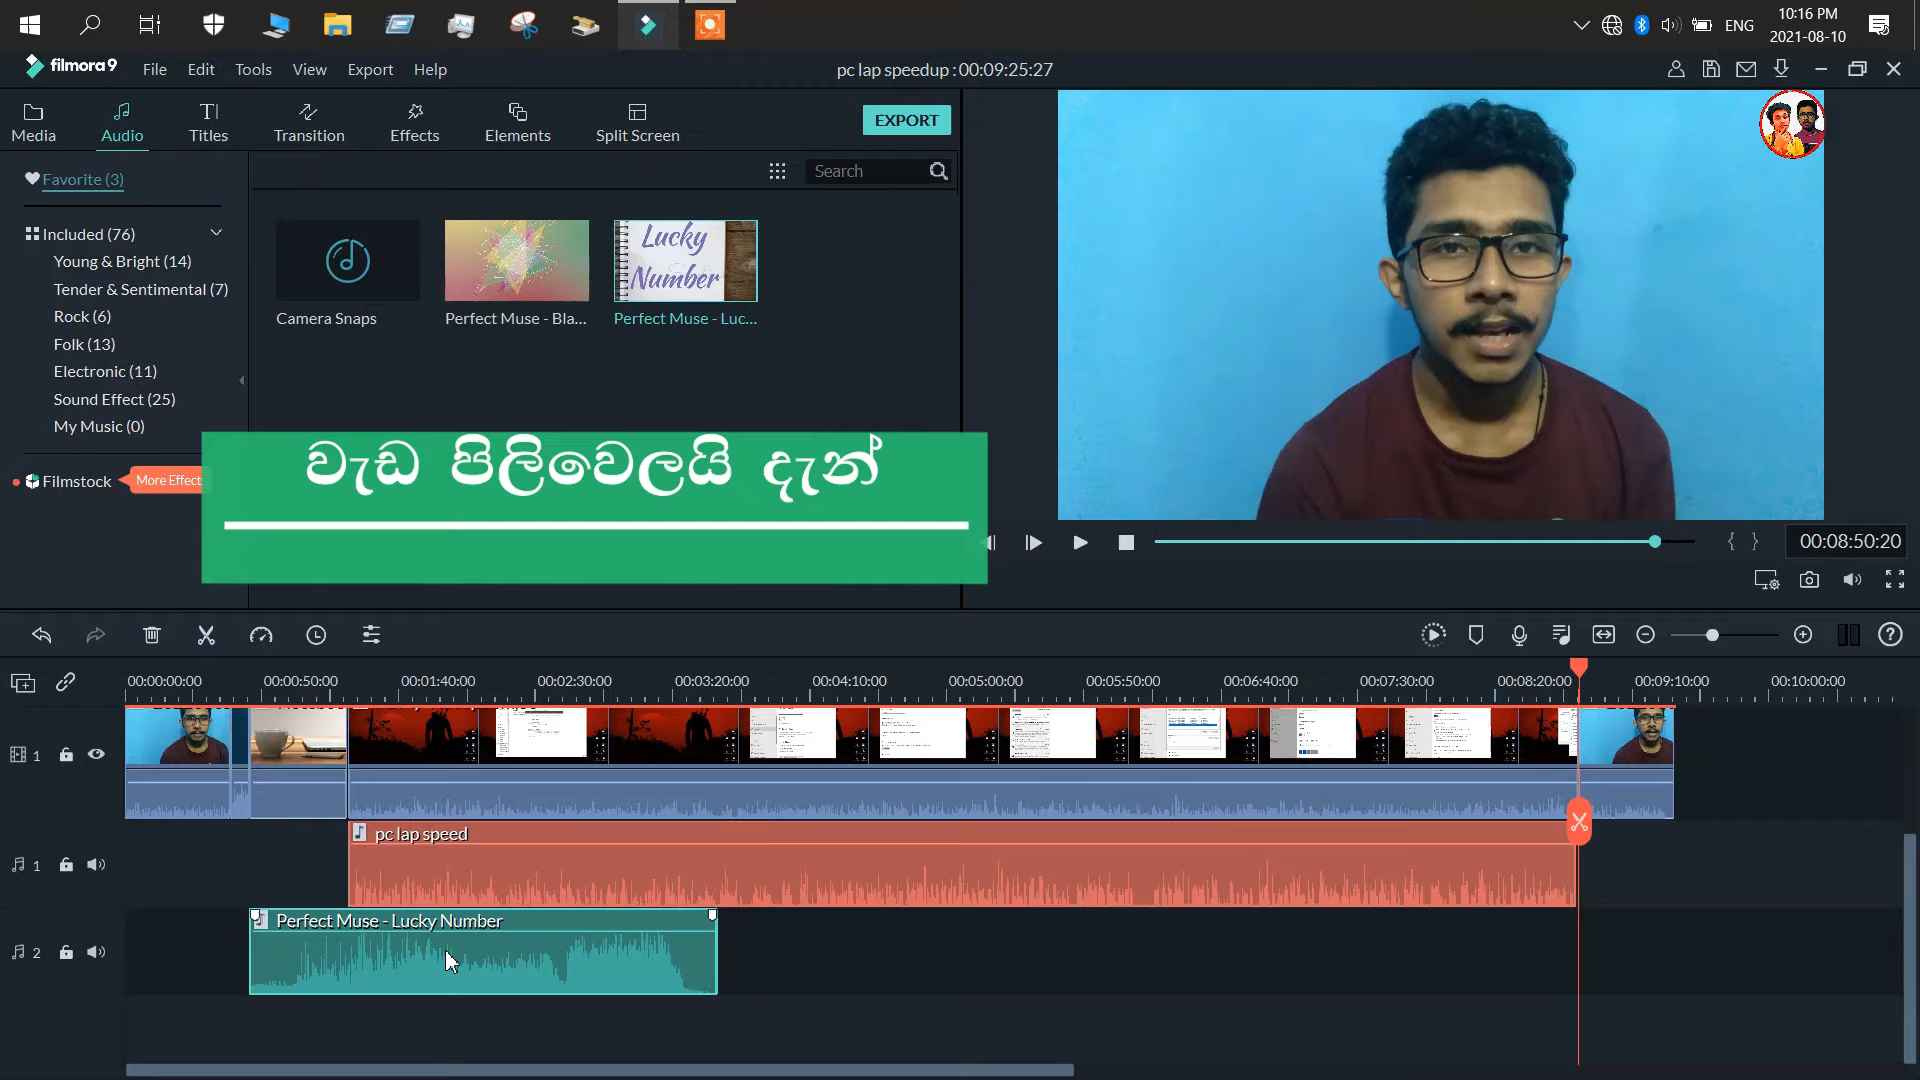 ENG
10:16 PM
2021-08-10
filmora9
File Edit Tools View Export Help
pc lap speedup : 00:09:25:27
Media Audio Titles Transition Effects Elements Split Screen
EXPORT
Favorite (3)
Search
Included (76)
Young & Bright (14)
Tender & Sentimental (7)
Rock (6)
Folk (13)
Electronic (11)
Sound Effect (25)
My Music (0)
Filmstock
More Effect
Lucky
Number
Camera Snaps
Perfect Muse - Bla...
Perfect Muse - Luc...
වැඩ පිලිවෙලයි දැන්
00:08:50:20
00:00:00:00 00:00:50:00 00:01:40:00 00:02:30:00 00:03:20:00 00:04:10:00 00:05:00:00 00:05:50:00 00:06:40:00 00:07:30:00 00:08:20:00 00:09:10:00 00:10:00:00
1
pc lap speed
1
Perfect Muse - Lucky Number
2